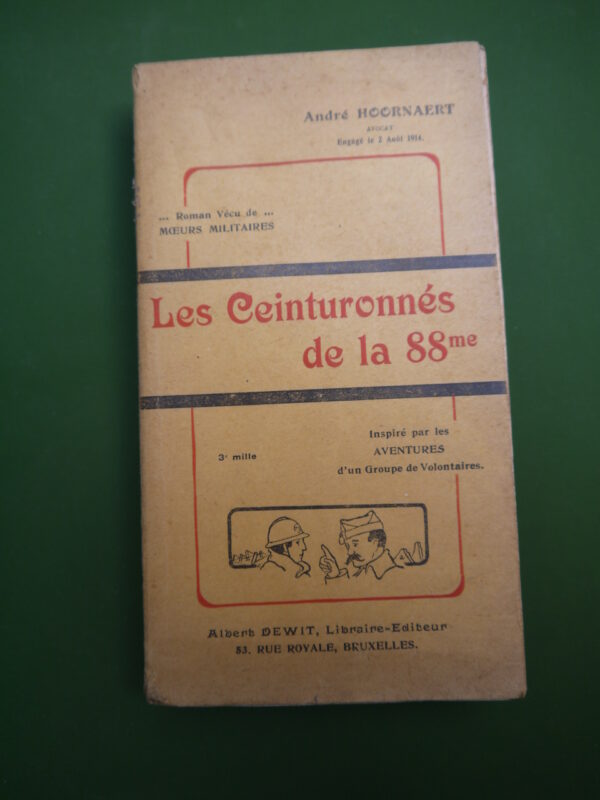 André HOORNAERT
AVOCAT
Engagé le 2 Août 1914.
... Roman Vécu de ...
MŒURS MILITAIRES
Les Ceinturonnés
de la 88me
3e mille
Inspiré par les
AVENTURES
d'un Groupe de Volontaires.
Albert DEWIT, Libraire-Editeur
53, RUE ROYALE, BRUXELLES.